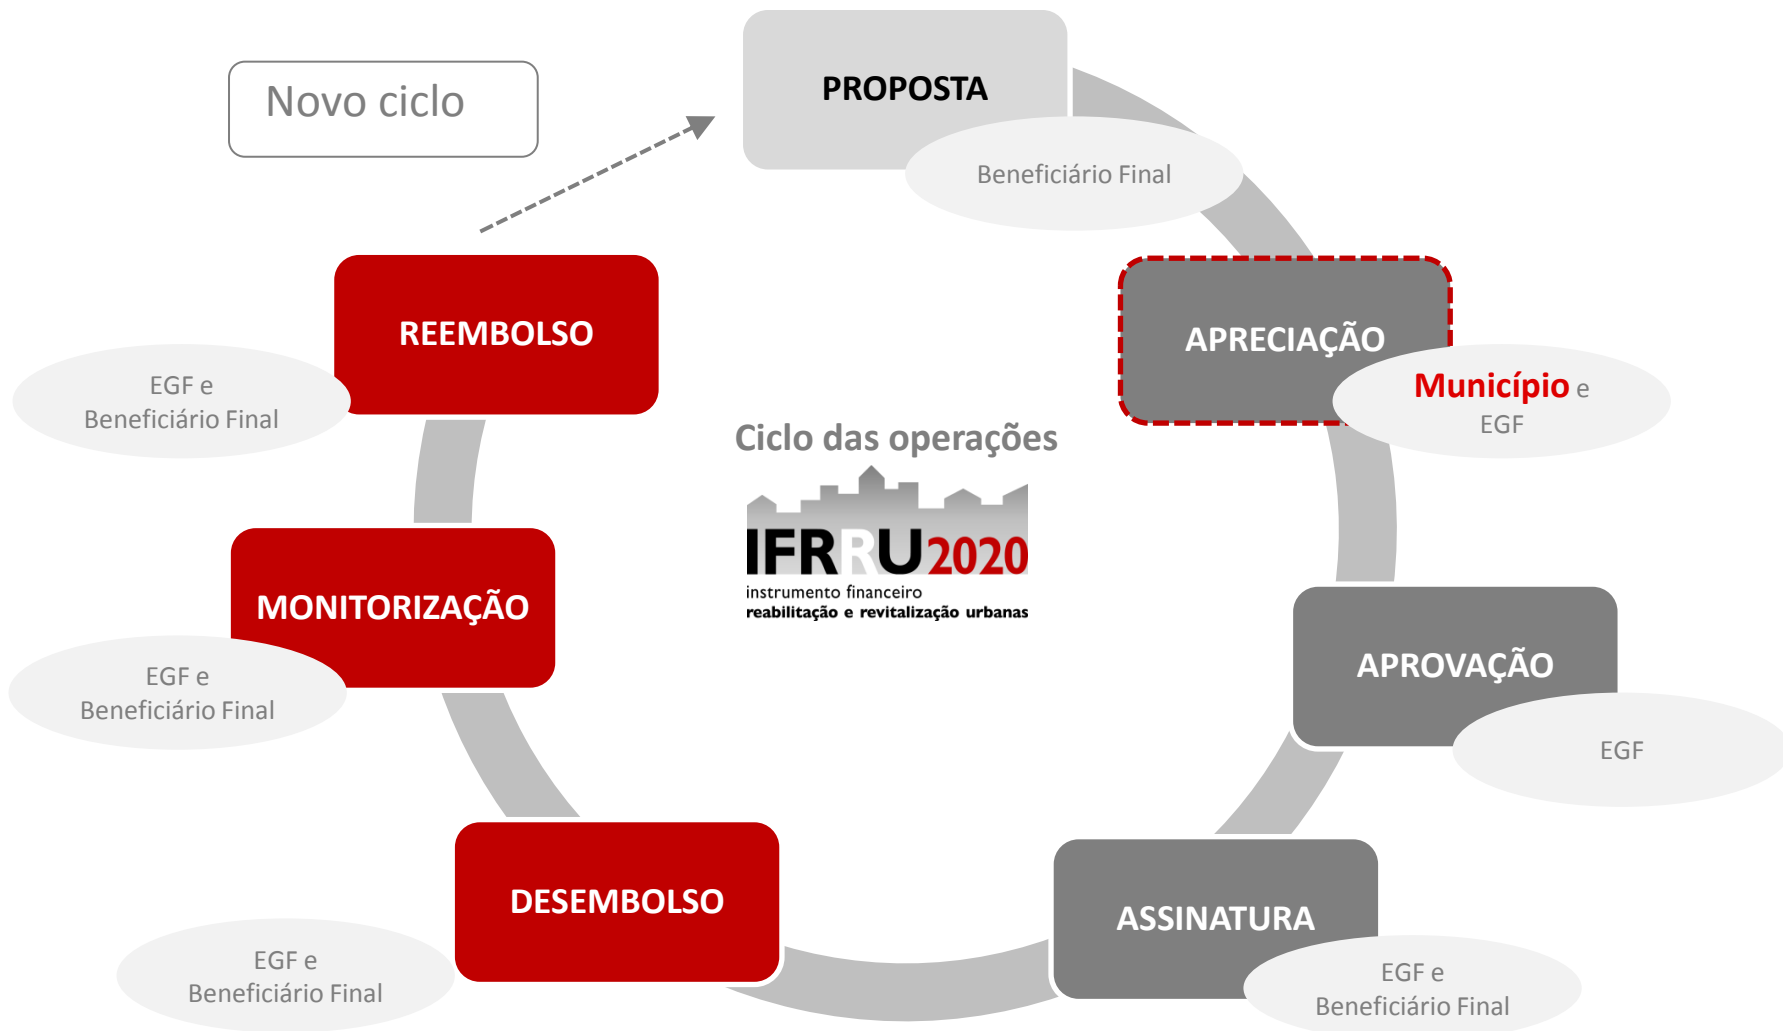 Novo ciclo
PROPOSTA
Beneficiário Final
APRECIAÇÃO
Município e
EGF
APROVAÇÃO
EGF
ASSINATURA
EGF e
Beneficiário Final
DESEMBOLSO
EGF e
Beneficiário Final
MONITORIZAÇÃO
EGF e
Beneficiário Final
REEMBOLSO
EGF e
Beneficiário Final
Ciclo das operações
IFRRU2020
instrumento financeiro
reabilitação e revitalização urbanas